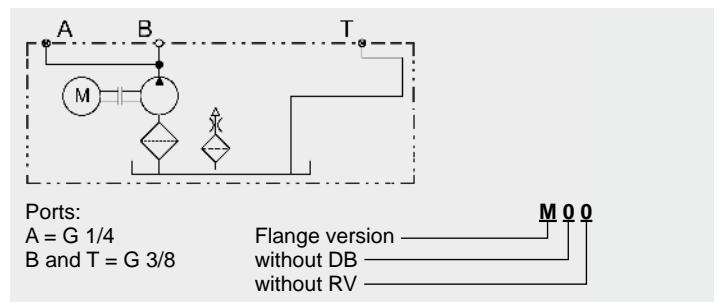 A B T
M
Ports:
A = G 1/4
B and T = G 3/8
M 0 0
Flange version
without DB
without RV